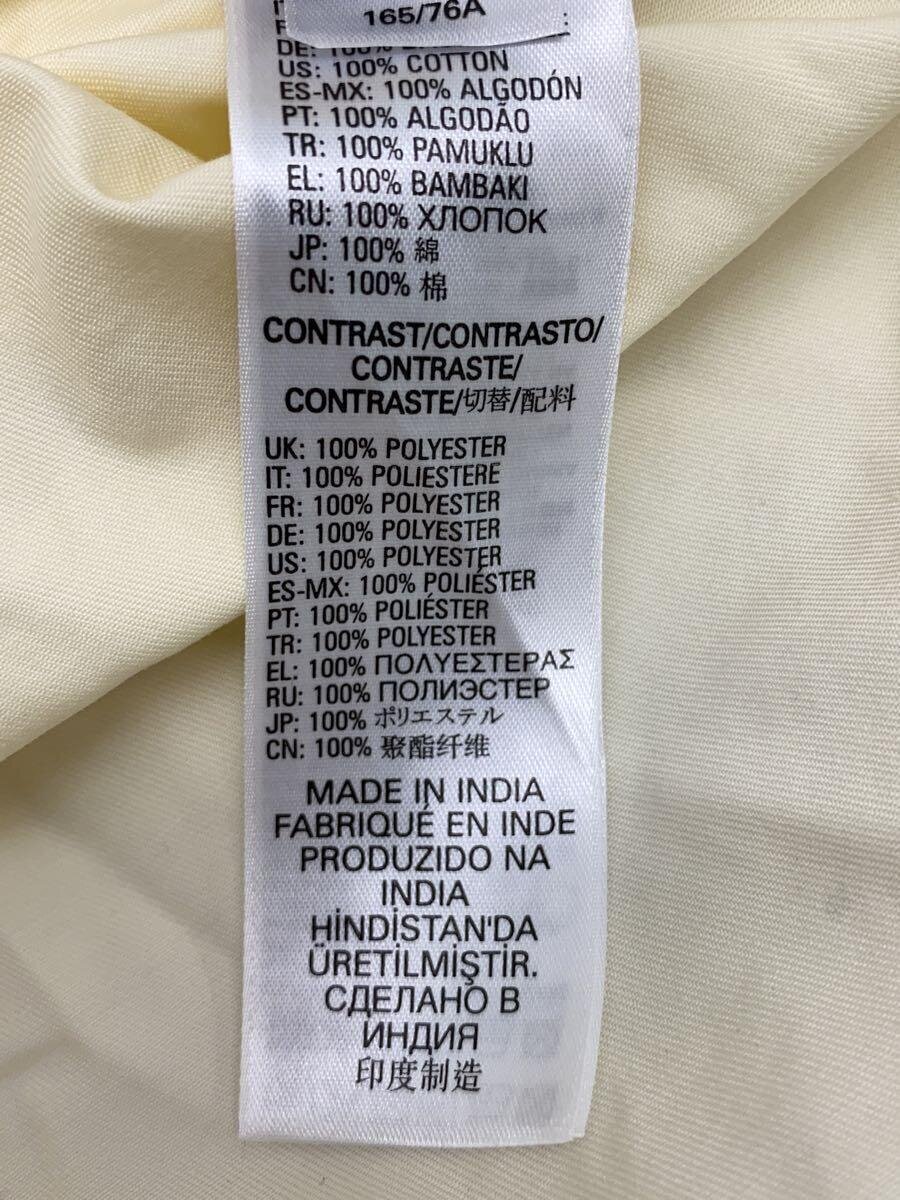 165/76A
DE: 100%
US: 100% COTTON
ES-MX: 100% ALGODÓN
PT: 100% ALGODÃO
TR: 100% PAMUKLU
EL: 100% BAMBAKI
RU: 100% ХЛОПОК
JP: 100% 綿
CN: 100% 棉
CONTRAST/CONTRASTO/
CONTRASTE/
CONTRASTE/切替/配料
UK: 100% POLYESTER
IT: 100% POLIESTERE
FR: 100% POLYESTER
DE: 100% POLYESTER
US: 100% POLYESTER
ES-MX: 100% POLIÉSTER
PT: 100% POLIÉSTER
TR: 100% POLYESTER
EL: 100% ΠΟΛΥΕΣΤΕΡΑΣ
RU: 100% ПОЛИЭСТЕР
JP: 100% ポリエステル
CN: 100% 聚酯纤维
MADE IN INDIA
FABRIQUÉ EN INDE
PRODUZIDO NA
INDIA
HİNDİSTAN'DA
ÜRETİLMİŞTİR.
СДЕЛАНО В
ИНДИЯ
印度制造